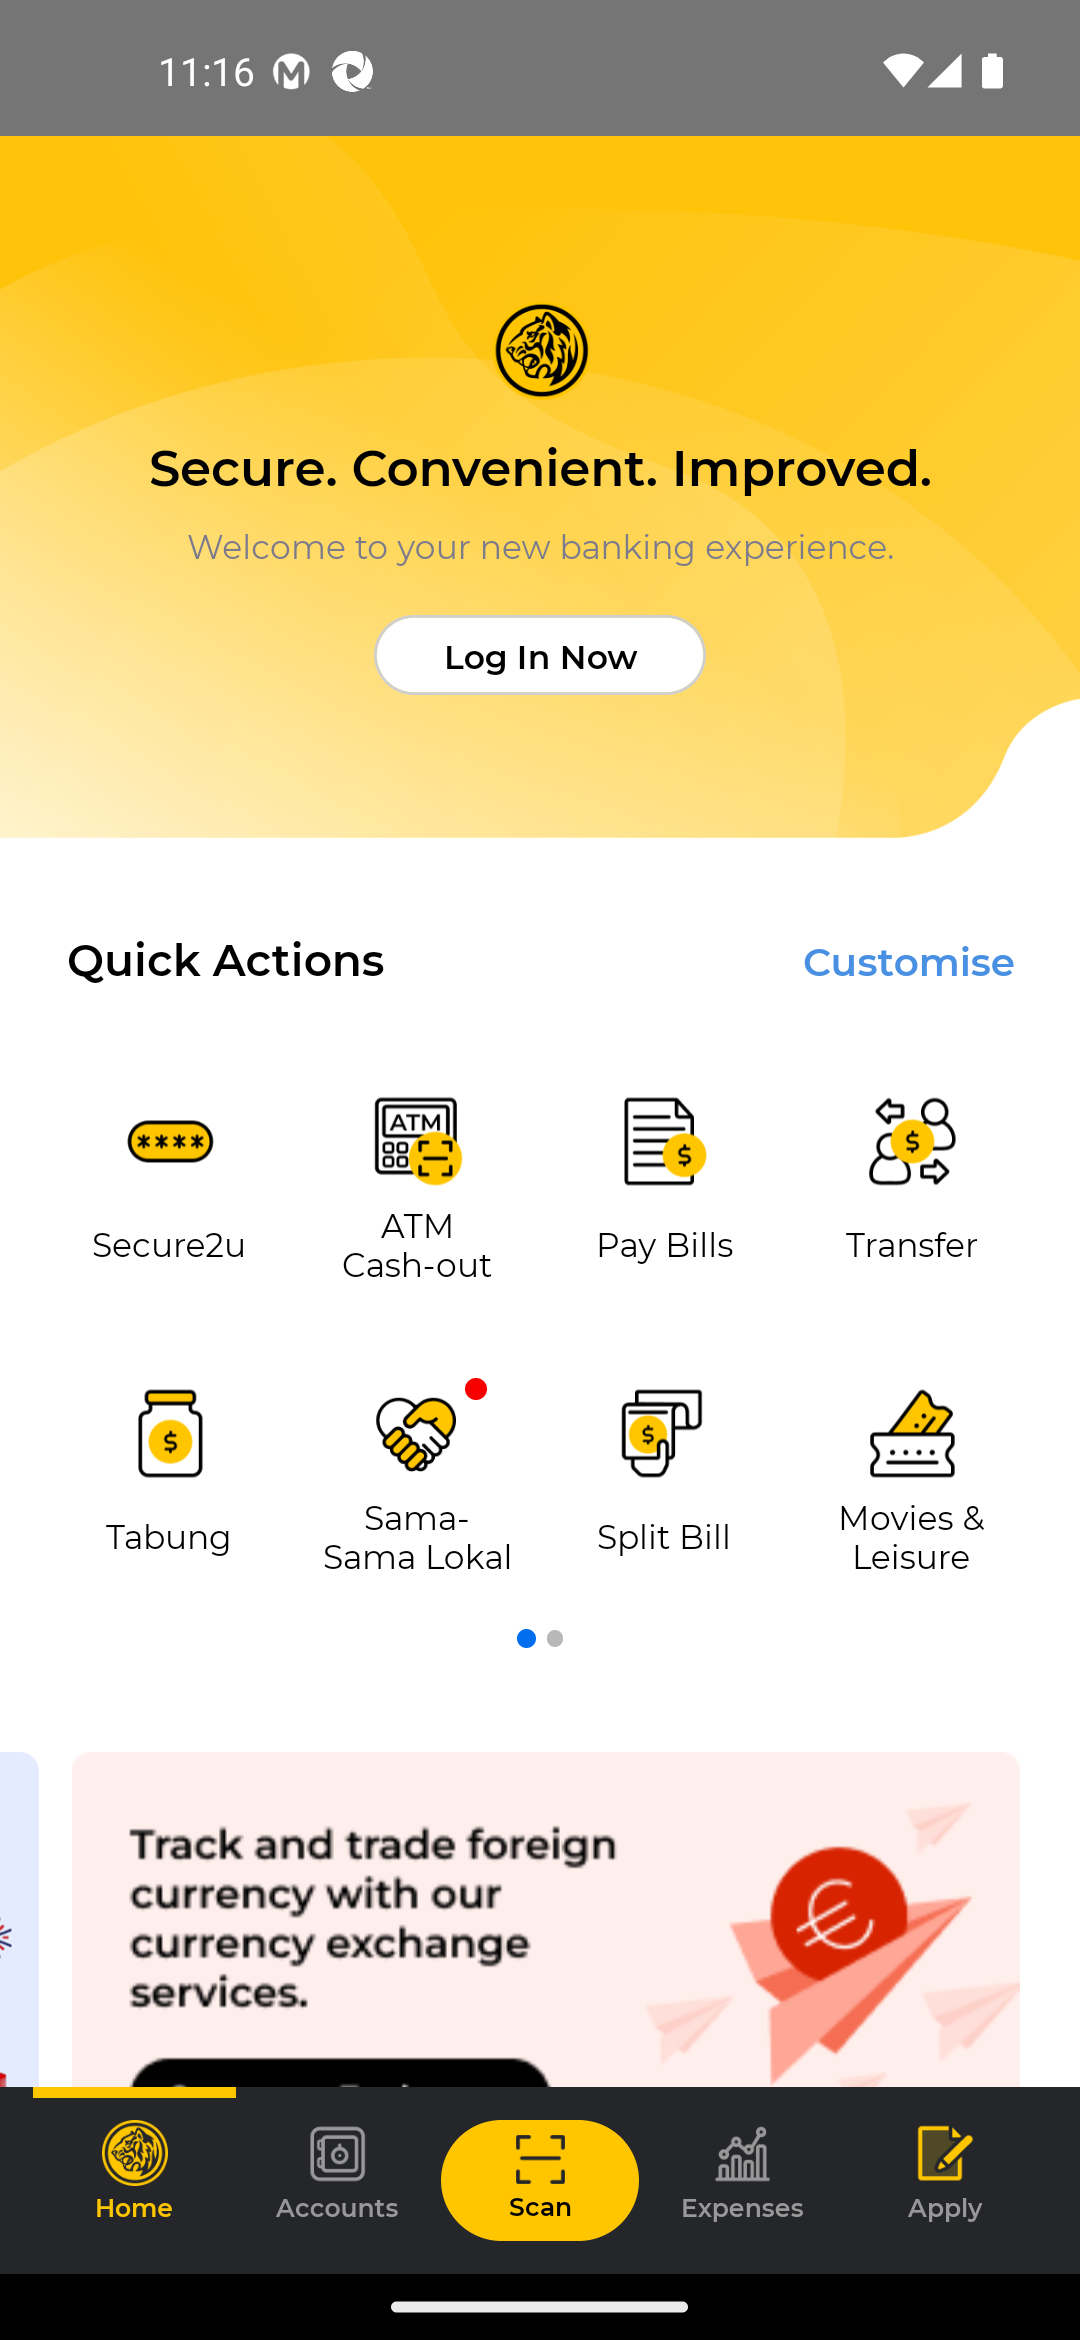 11:16
Secure. Convenient. Improved.
Welcome to your new banking experience.
Log In Now
Quick Actions
Customise
****
Secure2u
ATM
ATM
Cash-out
$
Pay Bills
$
Transfer
$
Tabung
Sama-
Sama Lokal
$
Split Bill
Movies &
Leisure
Track and trade foreign
currency with our
currency exchange
services.
€
Home
Accounts
Scan
Expenses
Apply